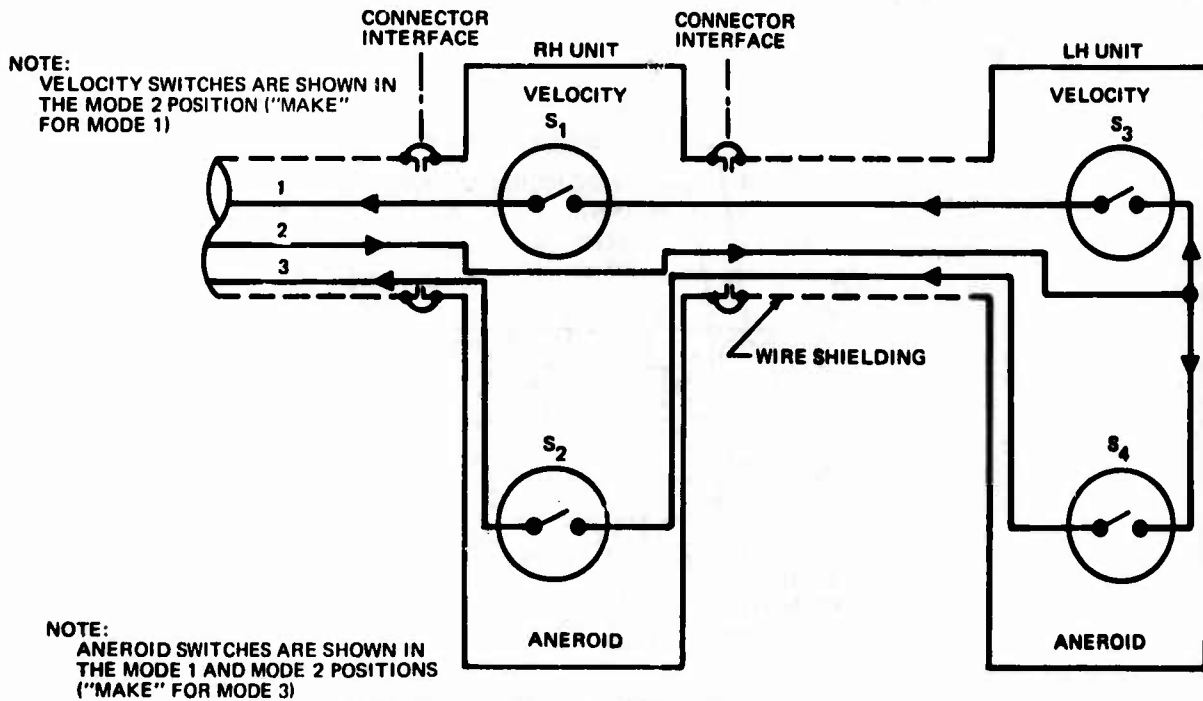 CONNECTOR
INTERFACE
CONNECTOR
INTERFACE
RH UNIT
LH UNIT
NOTE:
VELOCITY SWITCHES ARE SHOWN IN
THE MODE 2 POSITION ("MAKE"
FOR MODE 1)
VELOCITY
S1
VELOCITY
S3
1
2
3
WIRE SHIELDING
S2
S4
ANEROID
ANEROID
NOTE:
ANEROID SWITCHES ARE SHOWN IN
THE MODE 1 AND MODE 2 POSITIONS
("MAKE" FOR MODE 3)